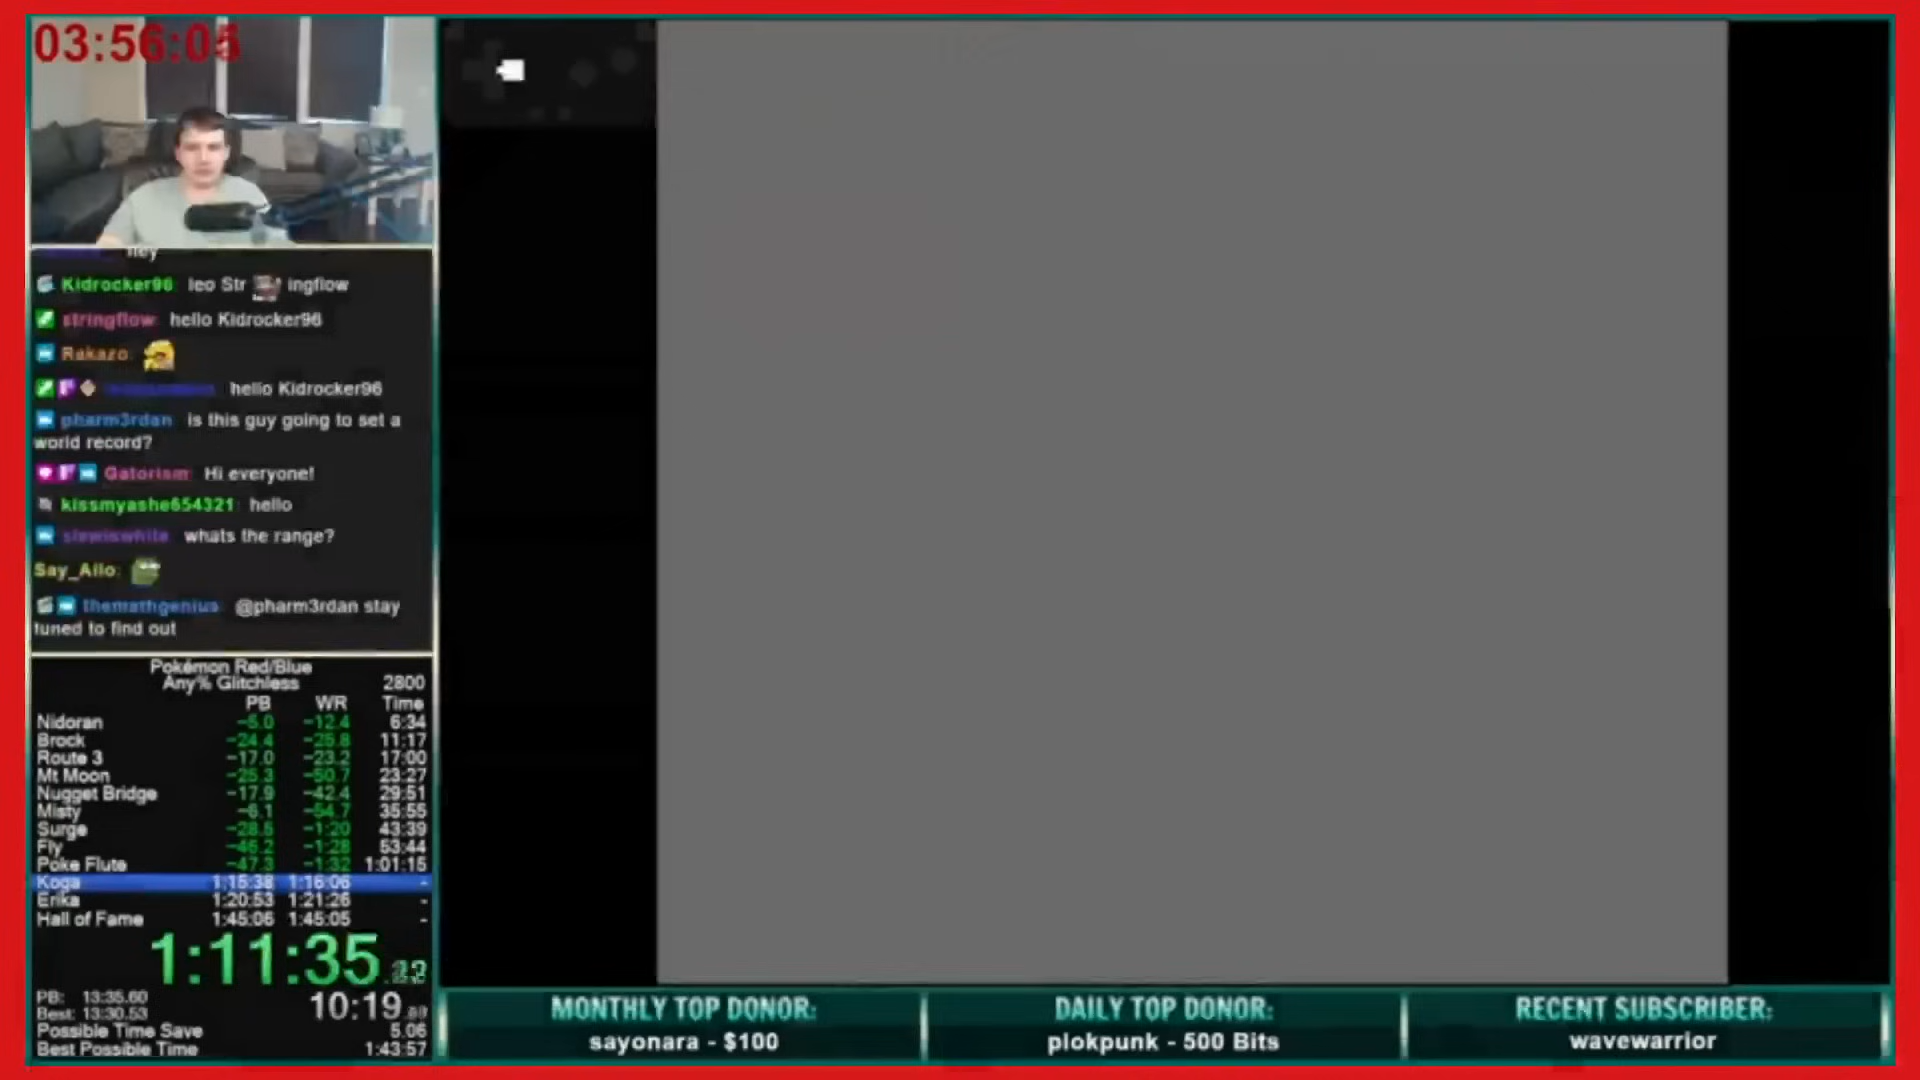 03:56:05
hey
Kidrocker96: leo Str ingflow
stringflow: hello Kidrocker96
Rakazo:
hello Kidrocker96
pharm3rdan: is this guy going to set a
world record?
Gatorism: Hi everyone!
kissmyashe654321: hello
slewiswhite: whats the range?
Say_Allo:
themathgenius: @pharm3rdan stay
tuned to find out
Pokémon Red/Blue
Any% Glitchless 2800
PB WR Time
Nidoran -5.0 -12.4 6:34
Brock -24.4 -25.8 11:17
Route 3 -17.0 -23.2 17:00
Mt Moon -25.3 -50.7 23:27
Nugget Bridge -17.9 -42.4 29:51
Misty -6.1 -54.7 35:55
Surge -28.5 -1:20 43:39
Fly -45.2 -1:28 53:44
Poke Flute -47.3 -1:32 1:01:15
Koga 1:15:38 1:16:06 -
Erika 1:20:53 1:21:26 -
Hall of Fame 1:45:06 1:45:05 -
1:11:35
PB: 13:35.60
Best: 13:30.53
10:19
Possible Time Save 5.06
Best Possible Time 1:43:57
MONTHLY TOP DONOR:
sayonara - $100
DAILY TOP DONOR:
plokpunk - 500 Bits
RECENT SUBSCRIBER:
wavewarrior